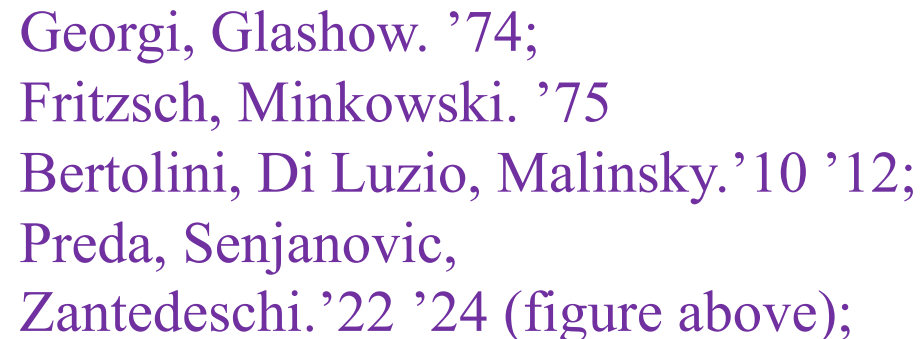 Georgi, Glashow. ’74;
Fritzsch, Minkowski. ’75
Bertolini, Di Luzio, Malinsky.’10 ’12;
Preda, Senjanovic,
Zantedeschi.’22 ’24 (figure above);